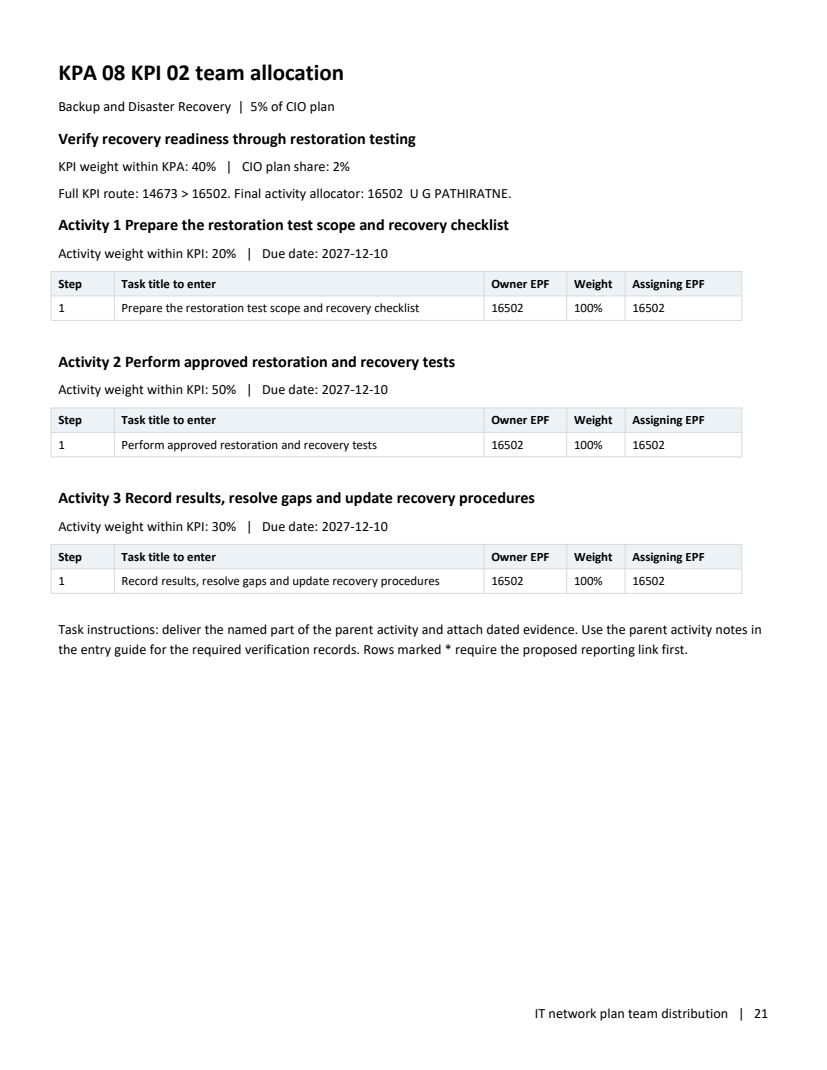 KPA 08 KPI 02 team allocation
Backup and Disaster Recovery | 5% of CIO plan
Verify recovery readiness through restoration testing
KPI weight within KPA: 40% | CIO plan share: 2%
Full KPI route: 14673 > 16502. Final activity allocator: 16502 U G PATHIRATNE.
Activity 1 Prepare the restoration test scope and recovery checklist
Activity weight within KPI: 20% | Due date: 2027-12-10
Step Task title to enter Owner EPF Weight Assigning EPF
1 Prepare the restoration test scope and recovery checklist 16502 100% 16502
Activity 2 Perform approved restoration and recovery tests
Activity weight within KPI: 50% | Due date: 2027-12-10
Step Task title to enter Owner EPF Weight Assigning EPF
1 Perform approved restoration and recovery tests 16502 100% 16502
Activity 3 Record results, resolve gaps and update recovery procedures
Activity weight within KPI: 30% | Due date: 2027-12-10
Step Task title to enter Owner EPF Weight Assigning EPF
1 Record results, resolve gaps and update recovery procedures 16502 100% 16502
Task instructions: deliver the named part of the parent activity and attach dated evidence. Use the parent activity notes in
the entry guide for the required verification records. Rows marked * require the proposed reporting link first.
IT network plan team distribution | 21